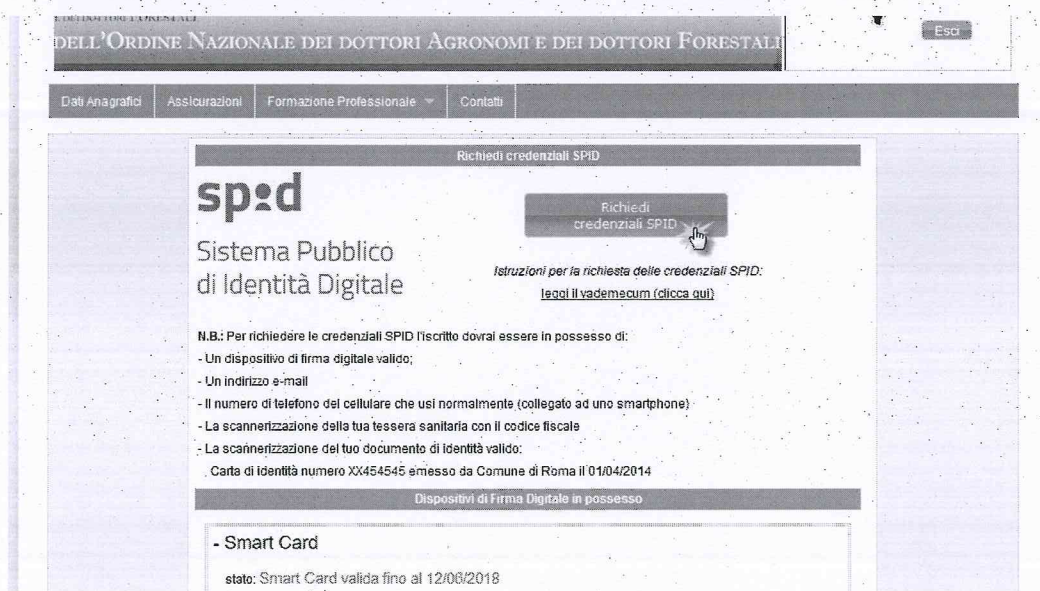 E DEI DOTTORI FORESTALI
DELL'ORDINE NAZIONALE DEI DOTTORI AGRONOMI E DEI DOTTORI FORESTALI
Esci
Dati Anagrafici
Assicurazioni
Formazione Professionale
Contatti
Richiedi credenziali SPID
spid
Richiedi
credenziali SPID
Sistema Pubblico
di Identità Digitale
Istruzioni per la richiesta delle credenziali SPID:
leggi il vademecum (clicca qui)
N.B.: Per richiedere le credenziali SPID l'iscritto dovrai essere in possesso di:
- Un dispositivo di firma digitale valido;
- Un indirizzo e-mail
- Il numero di telefono del cellulare che usi normalmente (collegato ad uno smartphone)
- La scannerizzazione della tua tessera sanitaria con il codice fiscale
- La scannerizzazione del tuo documento di identità valido:
Carta di identità numero XX454545 emesso da Comune di Roma il 01/04/2014
Dispositivi di Firma Digitale in possesso
- Smart Card
stato: Smart Card valida fino al 12/06/2018